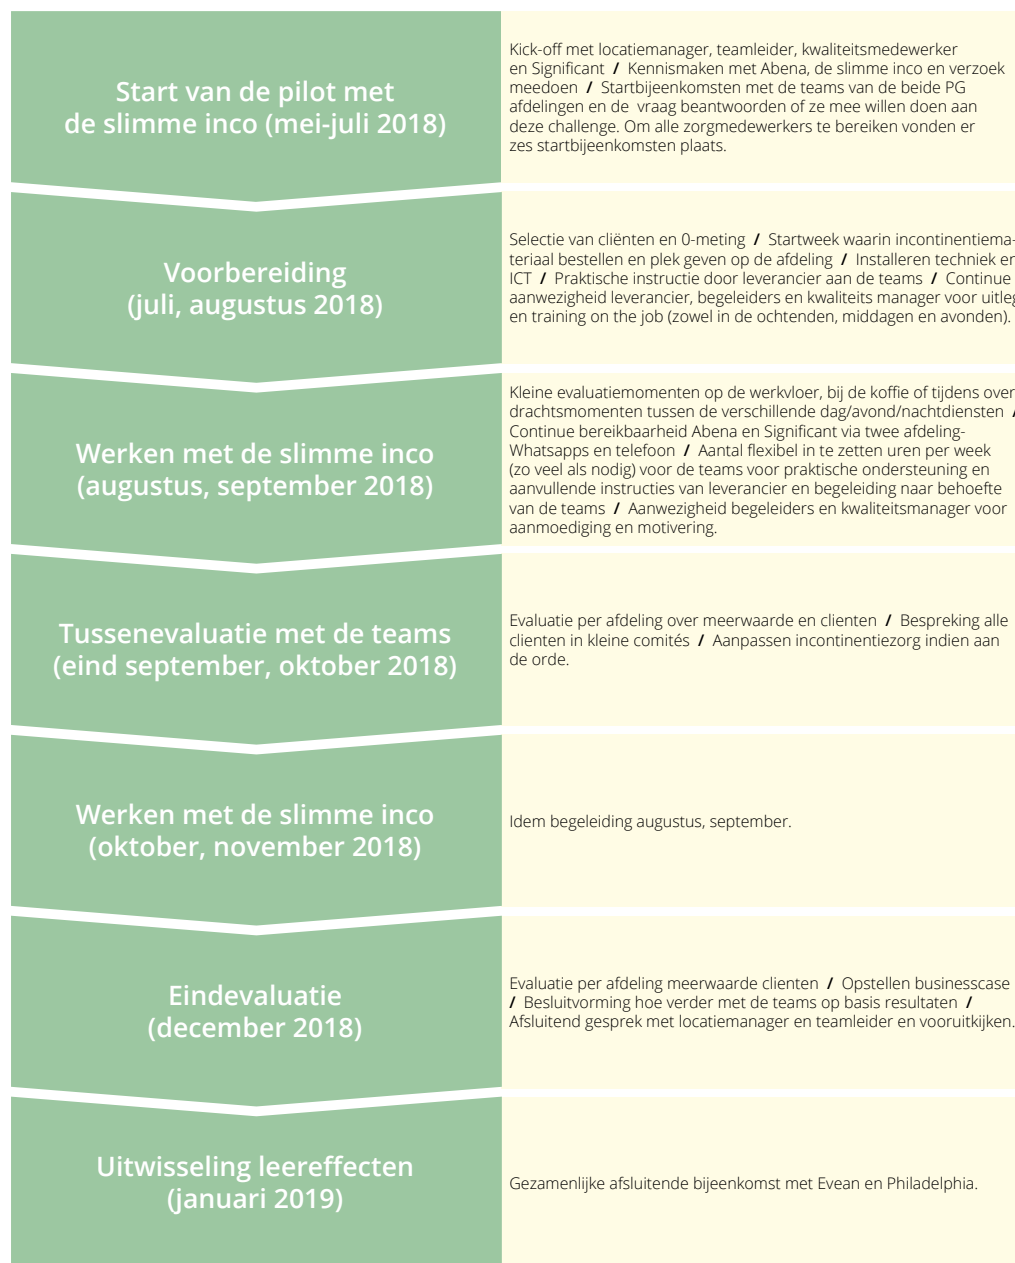 Start van de pilot met
de slimme inco (mei-juli 2018)
Kick-off met locatiemanager, teamleider, kwaliteitsmedewerker
en Significant / Kennismaken met Abena, de slimme inco en verzoek
meedoen / Startbijeenkomsten met de teams van de beide PG
afdelingen en de vraag beantwoorden of ze mee willen doen aan
deze challenge. Om alle zorgmedewerkers te bereiken vonden er
zes startbijeenkomsten plaats.
Voorbereiding
(juli, augustus 2018)
Selectie van cliënten en 0-meting / Startweek waarin incontinentiema-
teriaal bestellen en plek geven op de afdeling / Installeren techniek en
ICT / Praktische instructie door leverancier aan de teams / Continue
aanwezigheid leverancier, begeleiders en kwaliteits manager voor uitleg
en training on the job (zowel in de ochtenden, middagen en avonden).
Werken met de slimme inco
(augustus, september 2018)
Kleine evaluatiemomenten op de werkvloer, bij de koffie of tijdens over
drachtsmomenten tussen de verschillende dag/avond/nachtdiensten /
Continue bereikbaarheid Abena en Significant via twee afdeling-
Whatsapps en telefoon / Aantal flexibel in te zetten uren per week
(zo veel als nodig) voor de teams voor praktische ondersteuning en
aanvullende instructies van leverancier en begeleiding naar behoefte
van de teams / Aanwezigheid begeleiders en kwaliteitsmanager voor
aanmoediging en motivering.
Tussenevaluatie met de teams
(eind september, oktober 2018)
Evaluatie per afdeling over meerwaarde en clienten / Bespreking alle
clienten in kleine comités / Aanpassen incontinentiezorg indien aan
de orde.
Werken met de slimme inco
(oktober, november 2018)
Idem begeleiding augustus, september.
Eindevaluatie
(december 2018)
Evaluatie per afdeling meerwaarde clienten / Opstellen businesscase
/ Besluitvorming hoe verder met de teams op basis resultaten /
Afsluitend gesprek met locatiemanager en teamleider en vooruitkijken.
Uitwisseling leereffecten
(januari 2019)
Gezamenlijke afsluitende bijeenkomst met Evean en Philadelphia.